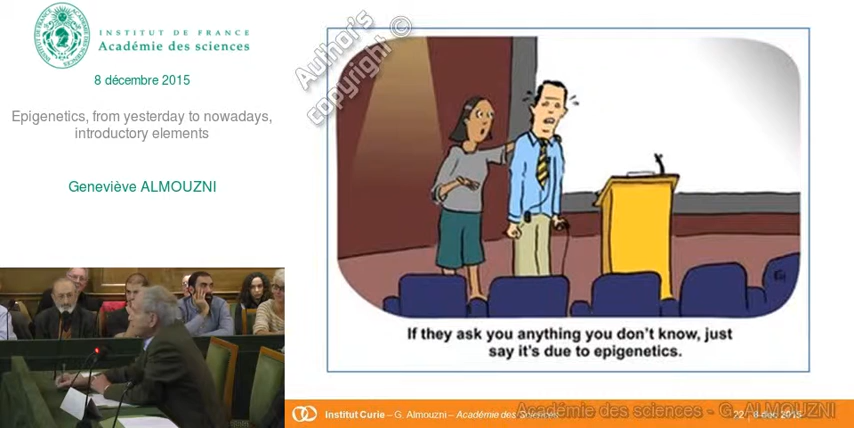 INSTITUT DE FRANCE
Académie des sciences
8 décembre 2015
Epigenetics, from yesterday to nowadays,
introductory elements
Geneviève ALMOUZNI
Author's
copyright ©
If they ask you anything you don't know, just
say it's due to epigenetics.
Institut Curie – G. Almouzni – Académie des Sciences
Académie des sciences - G. ALMOUZNI